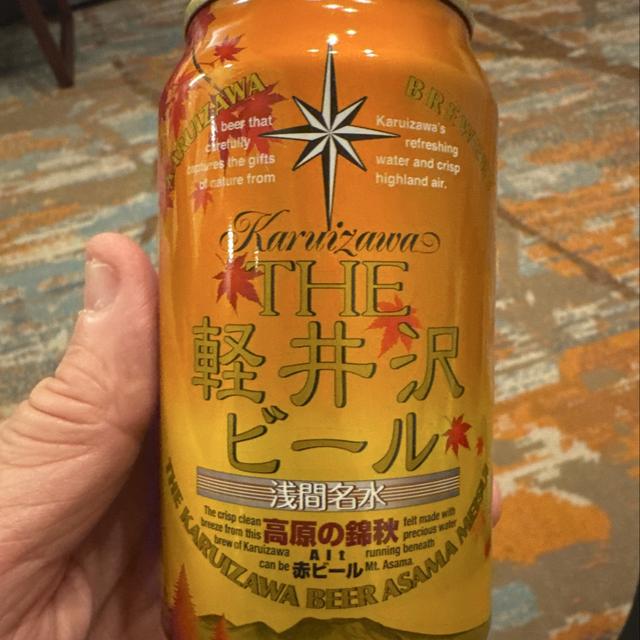 KARUIZAWA BREWERY
a beer that
carefully
captures the gifts
of nature from
Karuizawa's
refreshing
water and crisp
highland air.
Karuizawa
THE
軽井沢
ビール
浅間名水
The crisp clean
breeze from this
brew of Karuizawa
can be
高原の錦秋
Alt
赤ビール
felt made with
precious water
running beneath
Mt. Asama.
THE KARUIZAWA BEER ASAMA MEISUI